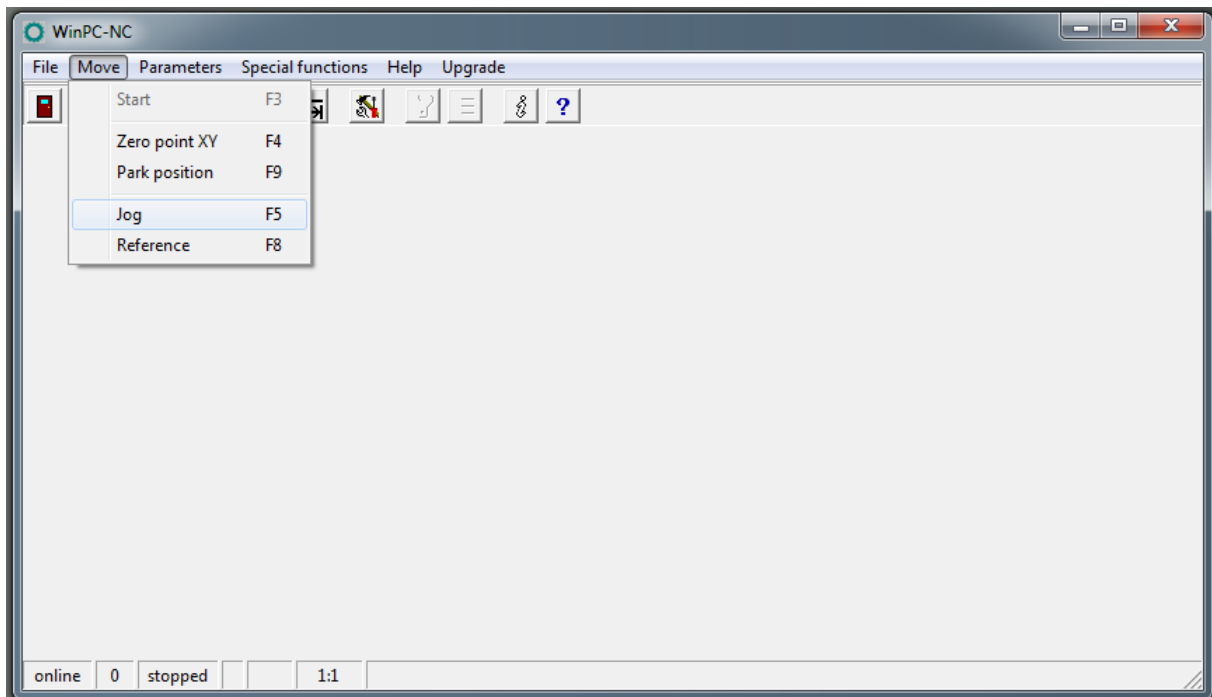 WinPC-NC
File Move Parameters Special functions Help Upgrade
Start F3
Zero point XY F4
Park position F9
Jog F5
Reference F8
online 0 stopped 1:1